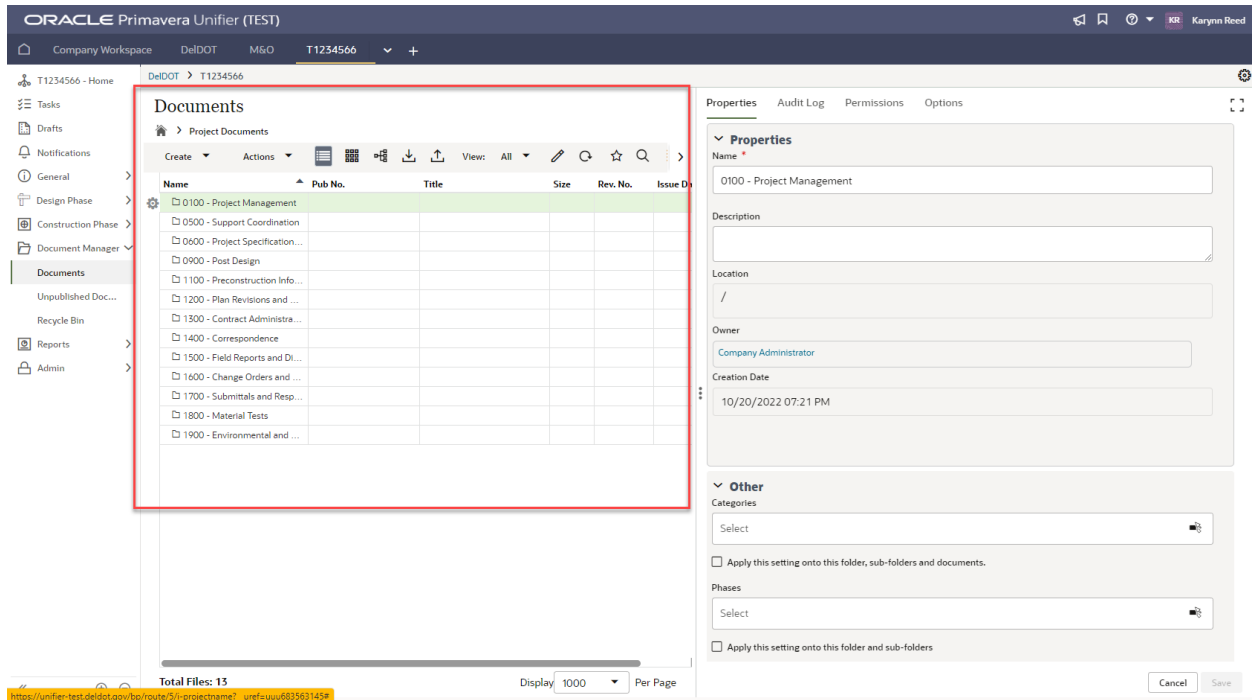 ORACLE Primavera Unifier (TEST)
KR Karynn Reed
Company Workspace DelDOT M&O T1234566
T1234566 - Home
Tasks
Drafts
Notifications
General
Design Phase
Construction Phase
Document Manager
Documents
Unpublished Doc...
Recycle Bin
Reports
Admin
DelDOT > T1234566
Documents
Project Documents
Create Actions View: All
Name Pub No. Title Size Rev. No. Issue D
0100 - Project Management
0500 - Support Coordination
0600 - Project Specification...
0900 - Post Design
1100 - Preconstruction Info...
1200 - Plan Revisions and ...
1300 - Contract Administra...
1400 - Correspondence
1500 - Field Reports and Di...
1600 - Change Orders and ...
1700 - Submittals and Resp...
1800 - Material Tests
1900 - Environmental and ...
Total Files: 13
Display 1000 Per Page
Properties Audit Log Permissions Options
Properties
Name *
0100 - Project Management
Description
Location
/
Owner
Company Administrator
Creation Date
10/20/2022 07:21 PM
Other
Categories
Select
Apply this setting onto this folder, sub-folders and documents.
Phases
Select
Apply this setting onto this folder and sub-folders
Cancel Save
https://unifier-test.deldot.gov/bp/route/5/i-projectname?_uref=uuu683563145#